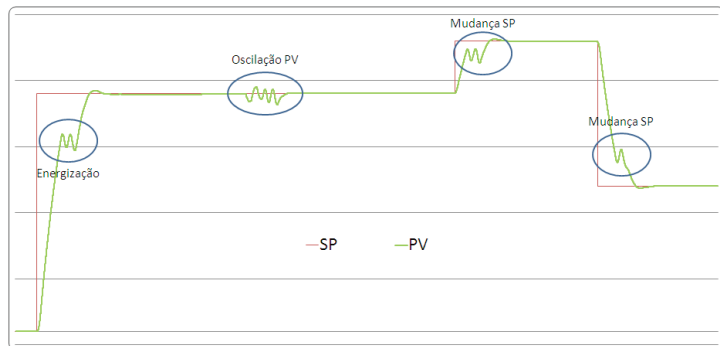 Mudança SP
Oscilação PV
Mudança SP
Energização
SP
PV